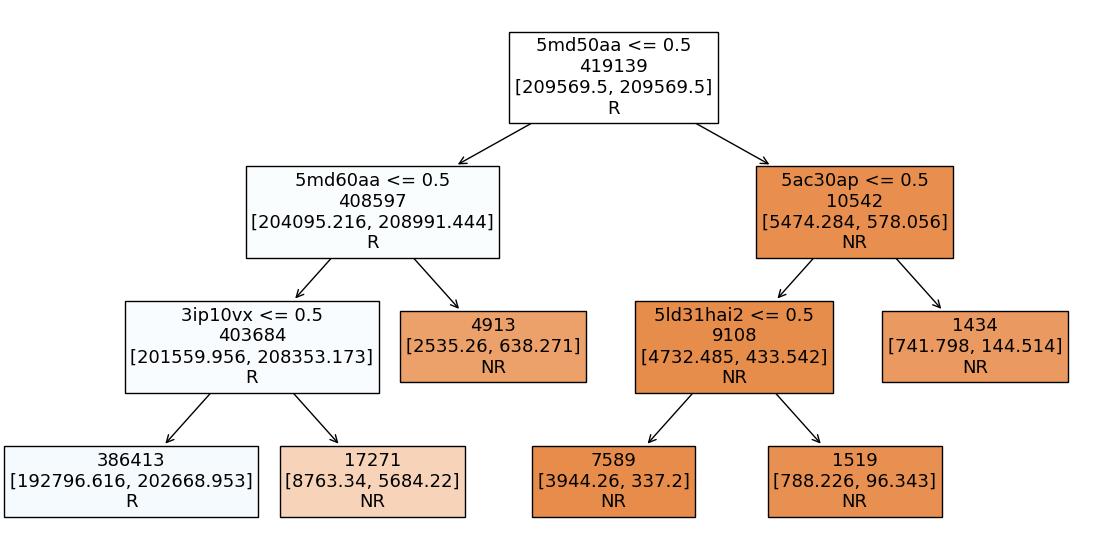 5md50aa <= 0.5
419139
[209569.5, 209569.5]
R
5md60aa <= 0.5
408597
[204095.216, 208991.444]
R
5ac30ap <= 0.5
10542
[5474.284, 578.056]
NR
3ip10vx <= 0.5
403684
[201559.956, 208353.173]
R
4913
[2535.26, 638.271]
NR
5ld31hai2 <= 0.5
9108
[4732.485, 433.542]
NR
1434
[741.798, 144.514]
NR
386413
[192796.616, 202668.953]
R
17271
[8763.34, 5684.22]
NR
7589
[3944.26, 337.2]
NR
1519
[788.226, 96.343]
NR